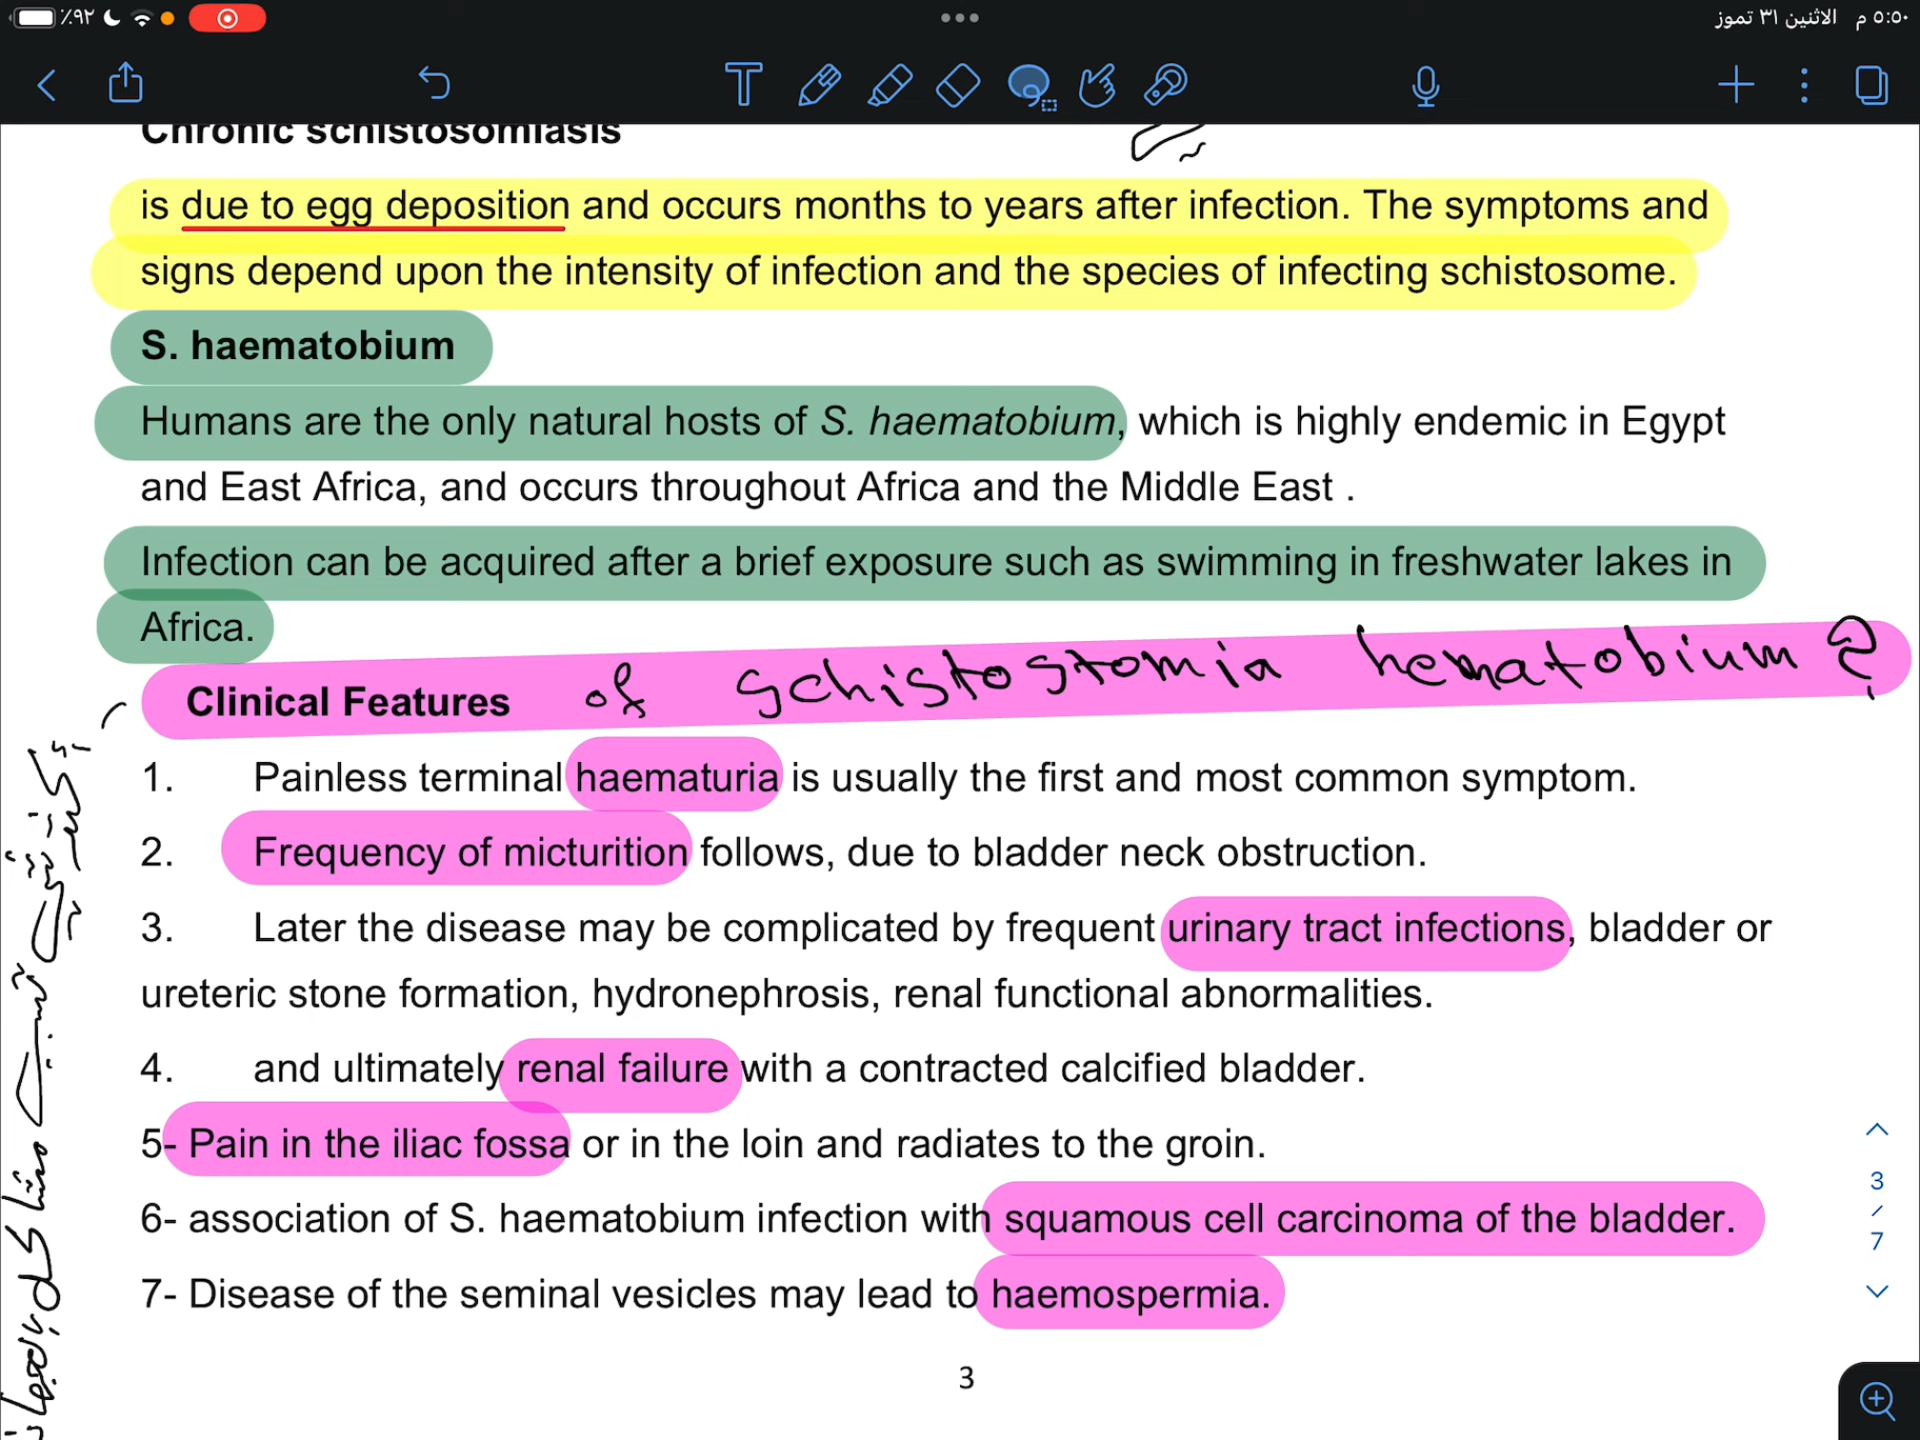 ٪٩٢
٥:٥٠ م الاثنين ٣١ تموز
Chronic schistosomiasis
is due to egg deposition and occurs months to years after infection. The symptoms and
signs depend upon the intensity of infection and the species of infecting schistosome.
S. haematobium
Humans are the only natural hosts of S. haematobium, which is highly endemic in Egypt
and East Africa, and occurs throughout Africa and the Middle East .
Infection can be acquired after a brief exposure such as swimming in freshwater lakes in
Africa.
Clinical Features of schistostomia hematobium ?
1. Painless terminal haematuria is usually the first and most common symptom.
2. Frequency of micturition follows, due to bladder neck obstruction.
3. Later the disease may be complicated by frequent urinary tract infections, bladder or
ureteric stone formation, hydronephrosis, renal functional abnormalities.
4. and ultimately renal failure with a contracted calcified bladder.
5- Pain in the iliac fossa or in the loin and radiates to the groin.
6- association of S. haematobium infection with squamous cell carcinoma of the bladder.
7- Disease of the seminal vesicles may lead to haemospermia.
3
3
/
7